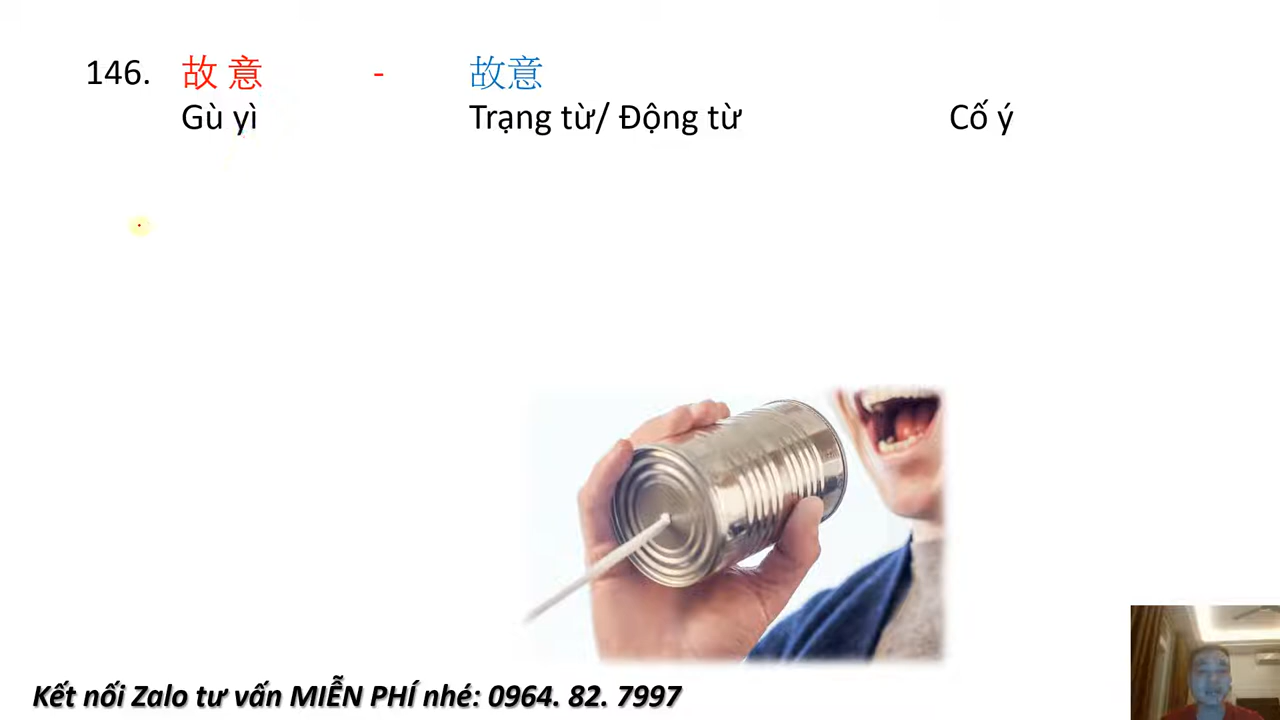 146. 故 意 - 故意
Gù yì Trạng từ/ Động từ Cố ý
Kết nối Zalo tư vấn MIỄN PHÍ nhé: 0964. 82. 7997